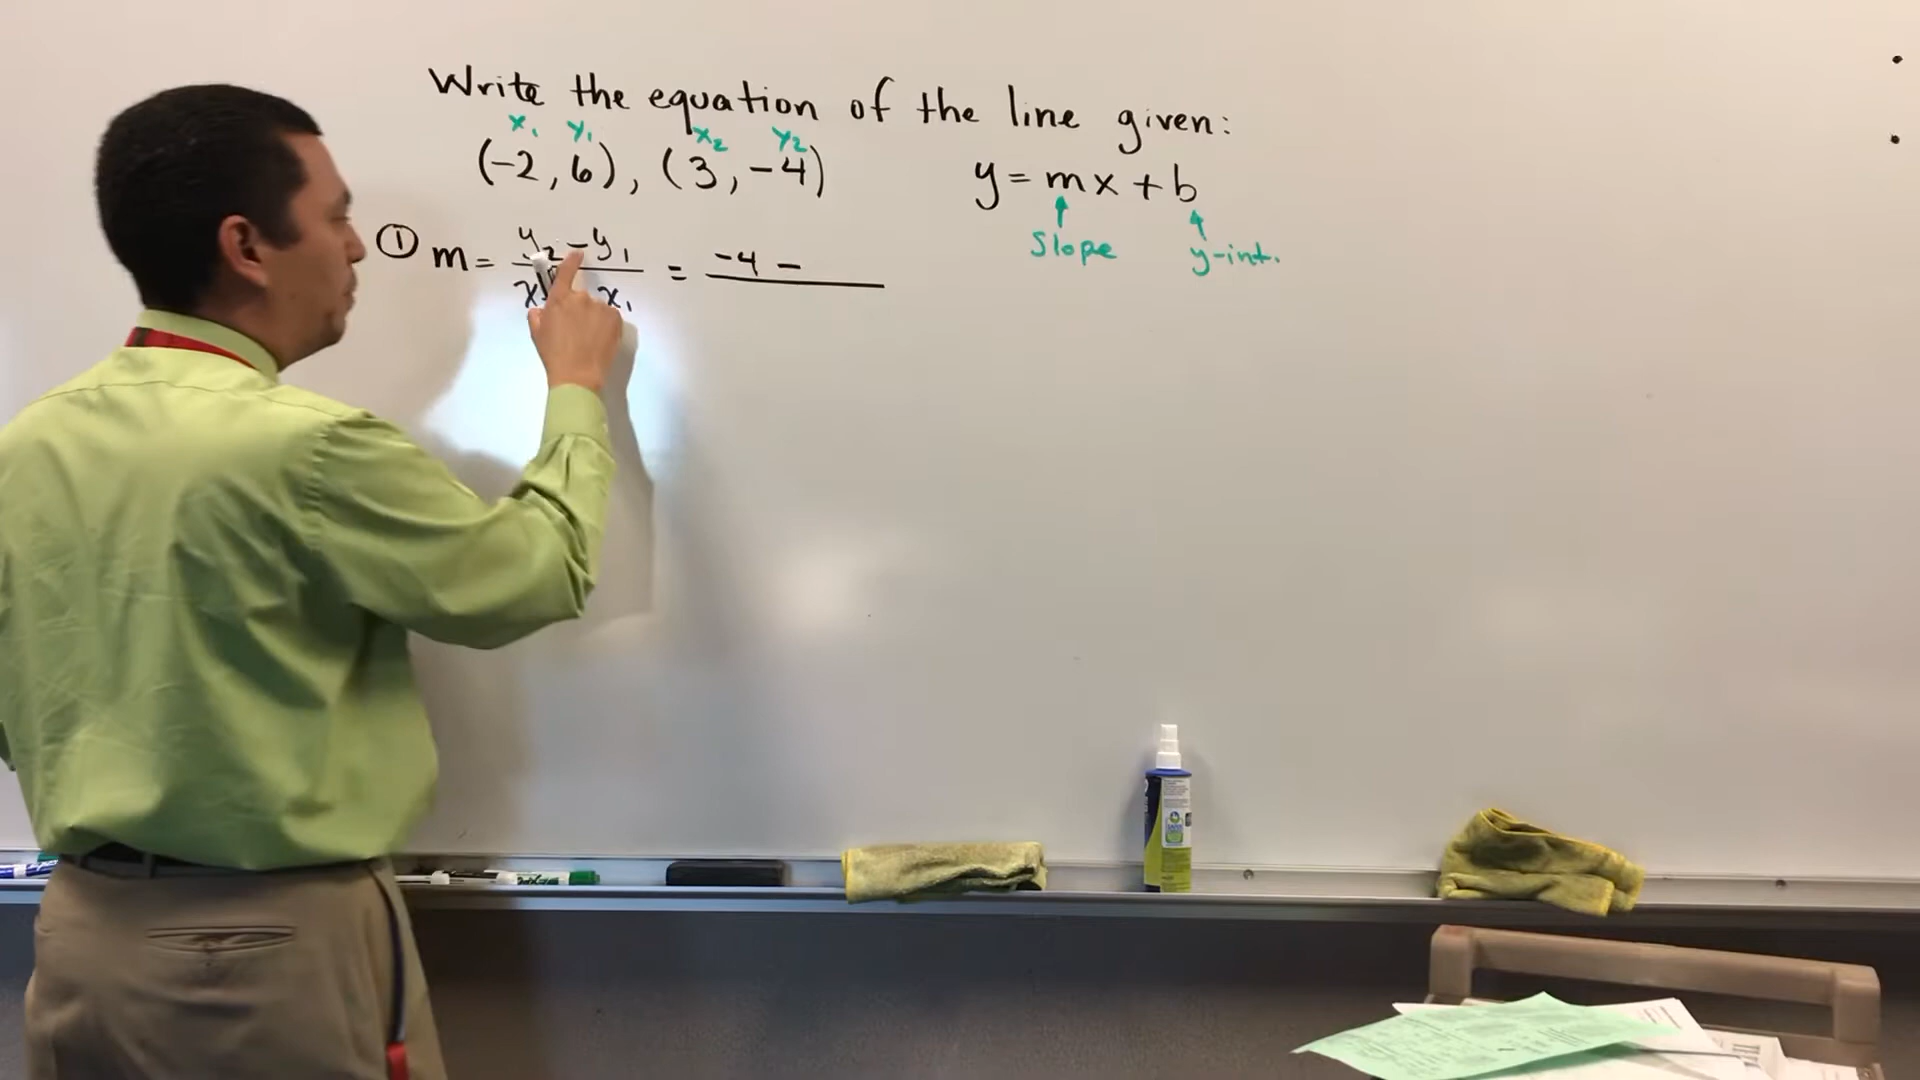 Write the equation of the line given:
x₁ y₁ x₂ y₂
(-2, 6), (3, -4)
y = mx + b
Slope y-int.
① m = y₂ - y₁ = -4 -
x x₁